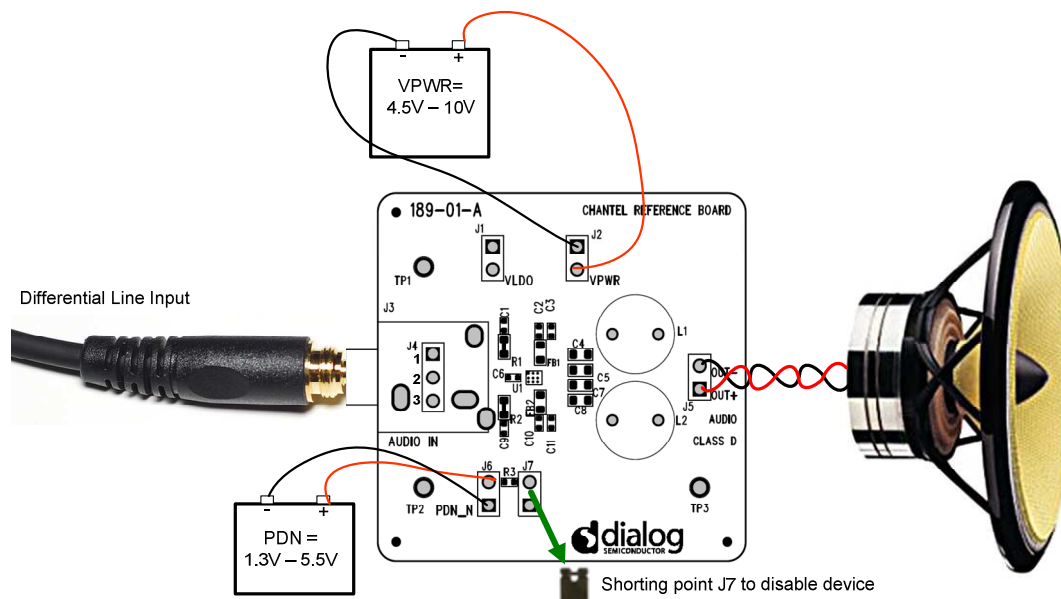 -
+
VPWR=
4.5V – 10V
189-01-A
CHANTEL REFERENCE BOARD
J1
J2
TP1
VLDO
VPWR
Differential Line Input
J3
C1
C2
C3
L1
J4
1
2
3
R1
FB1
C4
C6
U1
C5
C7
C8
FB2
R2
C9
C10
C11
L2
OUT-
OUT+
J5
AUDIO
CLASS D
AUDIO IN
J6
R3
J7
TP2
PDN_N
TP3
-
+
PDN =
1.3V – 5.5V
dialog
SEMICONDUCTOR
Shorting point J7 to disable device